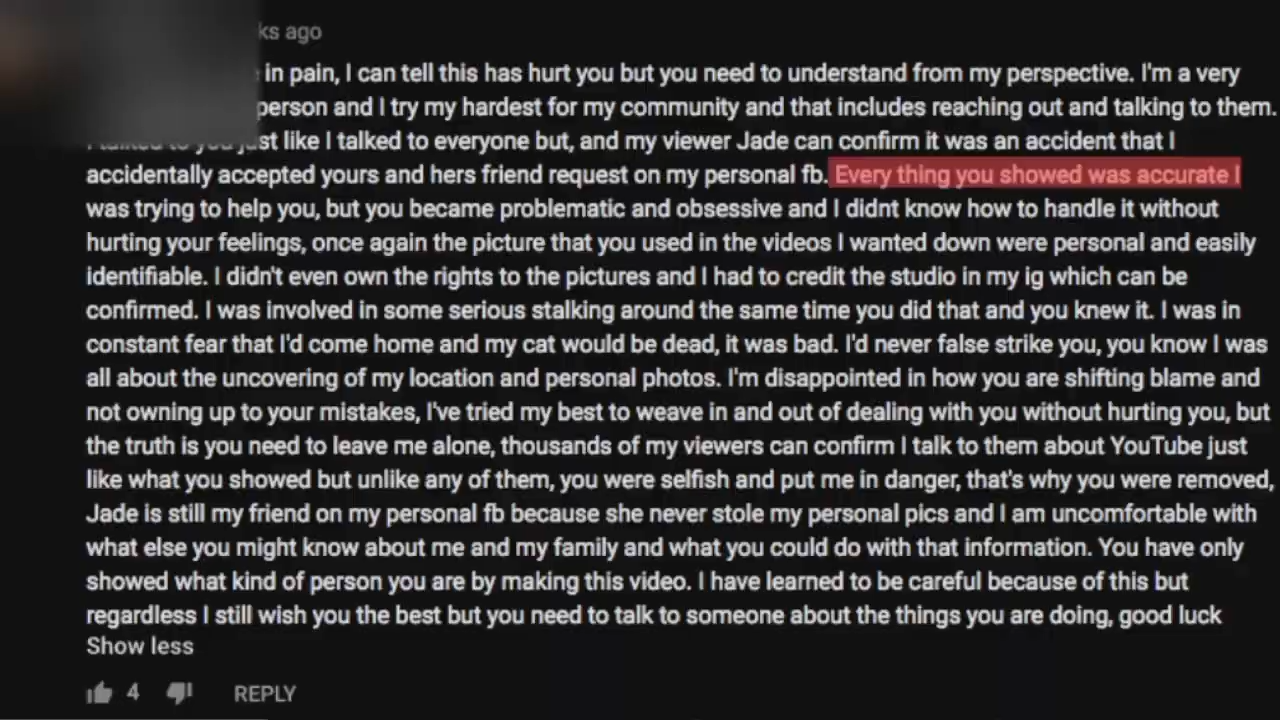 ks ago
in pain, I can tell this has hurt you but you need to understand from my perspective. I'm a very
person and I try my hardest for my community and that includes reaching out and talking to them.
just like I talked to everyone but, and my viewer Jade can confirm it was an accident that I
accidentally accepted yours and hers friend request on my personal fb. Every thing you showed was accurate I
was trying to help you, but you became problematic and obsessive and I didnt know how to handle it without
hurting your feelings, once again the picture that you used in the videos I wanted down were personal and easily
identifiable. I didn't even own the rights to the pictures and I had to credit the studio in my ig which can be
confirmed. I was involved in some serious stalking around the same time you did that and you knew it. I was in
constant fear that I'd come home and my cat would be dead, it was bad. I'd never false strike you, you know I was
all about the uncovering of my location and personal photos. I'm disappointed in how you are shifting blame and
not owning up to your mistakes, I've tried my best to weave in and out of dealing with you without hurting you, but
the truth is you need to leave me alone, thousands of my viewers can confirm I talk to them about YouTube just
like what you showed but unlike any of them, you were selfish and put me in danger, that's why you were removed,
Jade is still my friend on my personal fb because she never stole my personal pics and I am uncomfortable with
what else you might know about me and my family and what you could do with that information. You have only
showed what kind of person you are by making this video. I have learned to be careful because of this but
regardless I still wish you the best but you need to talk to someone about the things you are doing, good luck
Show less
4 REPLY